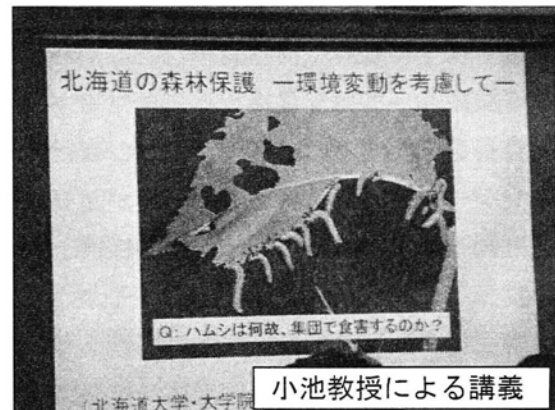 北海道の森林保護 ー環境変動を考慮してー
Q: ハムシは何故、集団で食害するのか?
(北海道大学・大学院
小池教授による講義